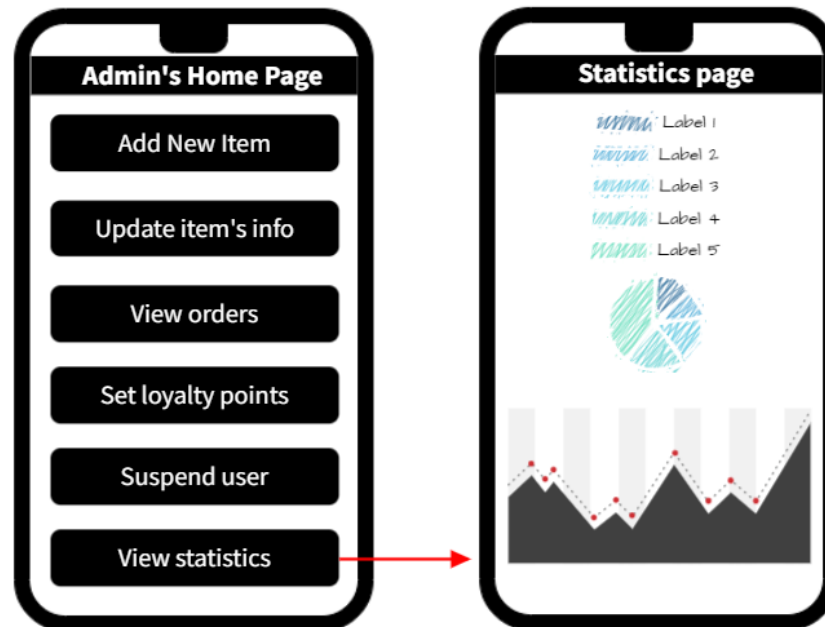 Admin's Home Page
Add New Item
Update item's info
View orders
Set loyalty points
Suspend user
View statistics
Statistics page
Label 1
Label 2
Label 3
Label 4
Label 5